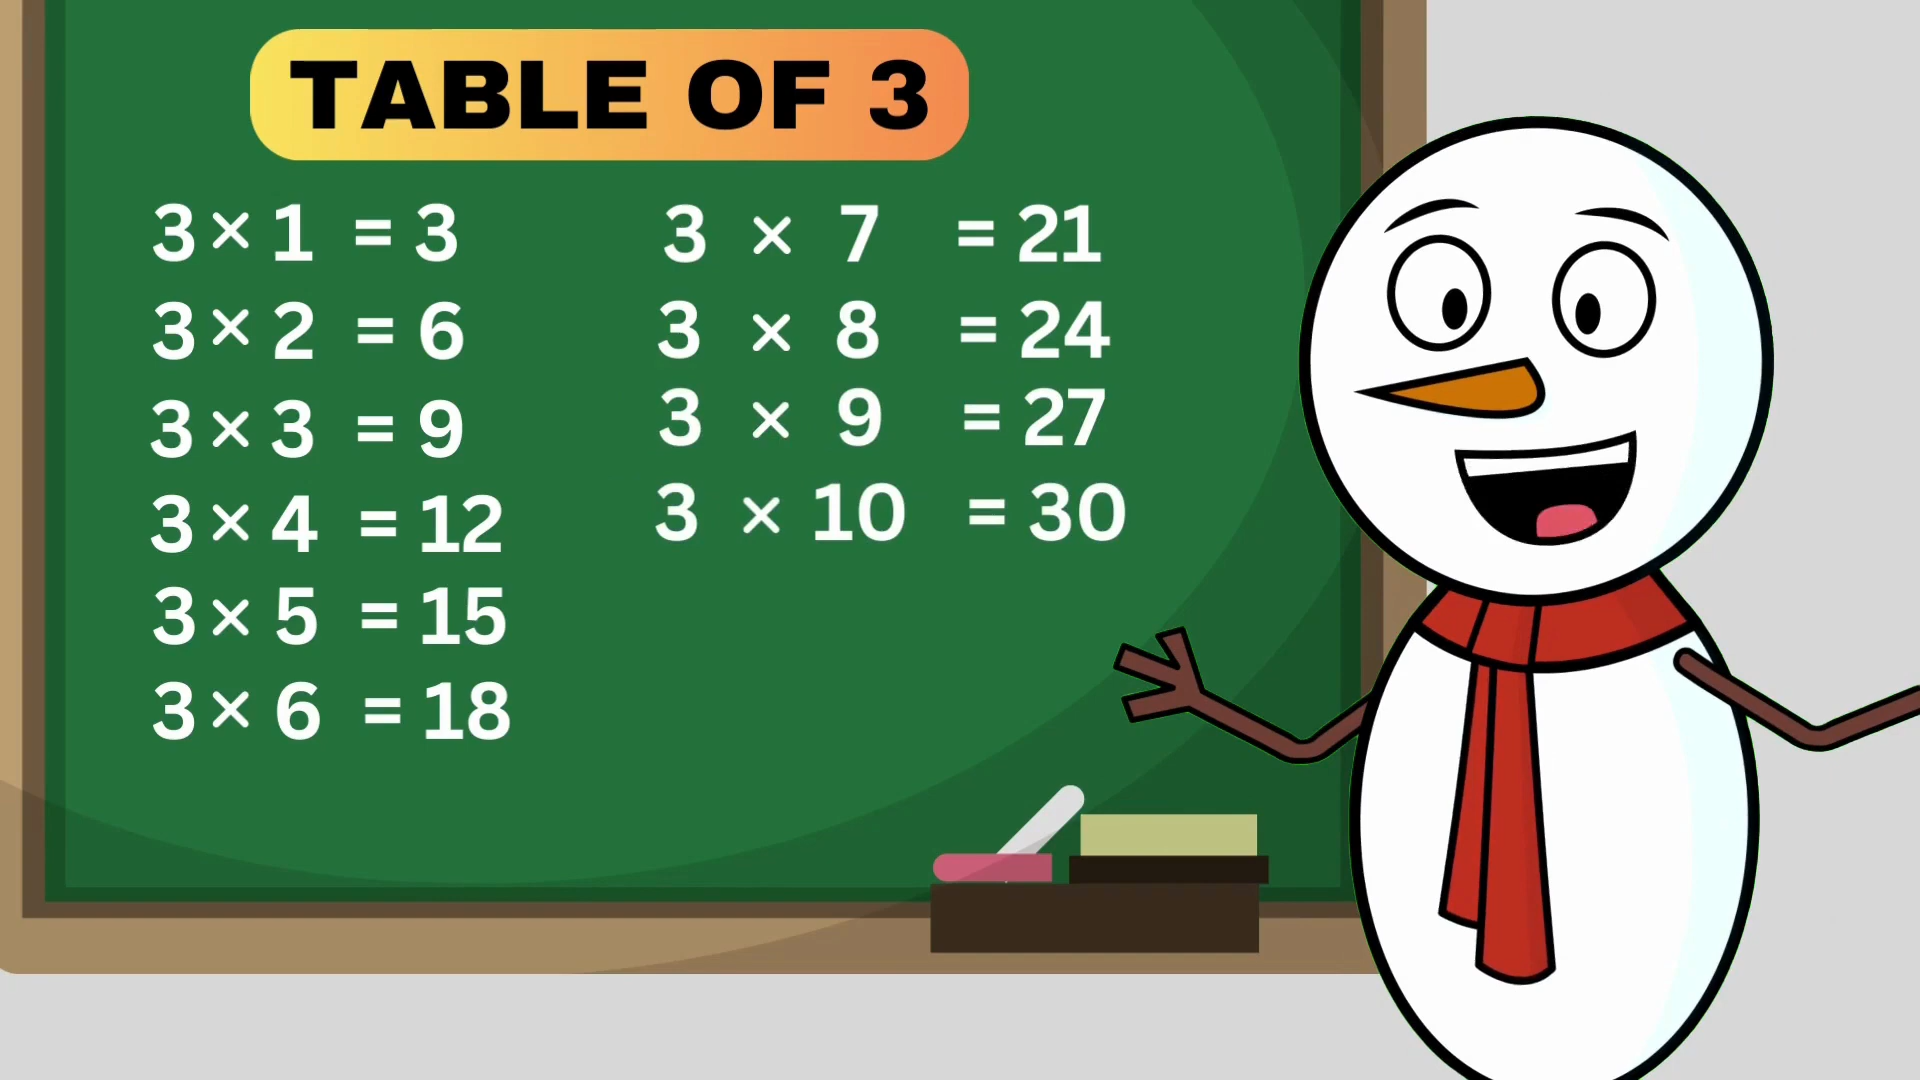 TABLE OF 3
3 × 1 = 3
3 × 2 = 6
3 × 3 = 9
3 × 4 = 12
3 × 5 = 15
3 × 6 = 18
3 × 7 = 21
3 × 8 = 24
3 × 9 = 27
3 × 10 = 30